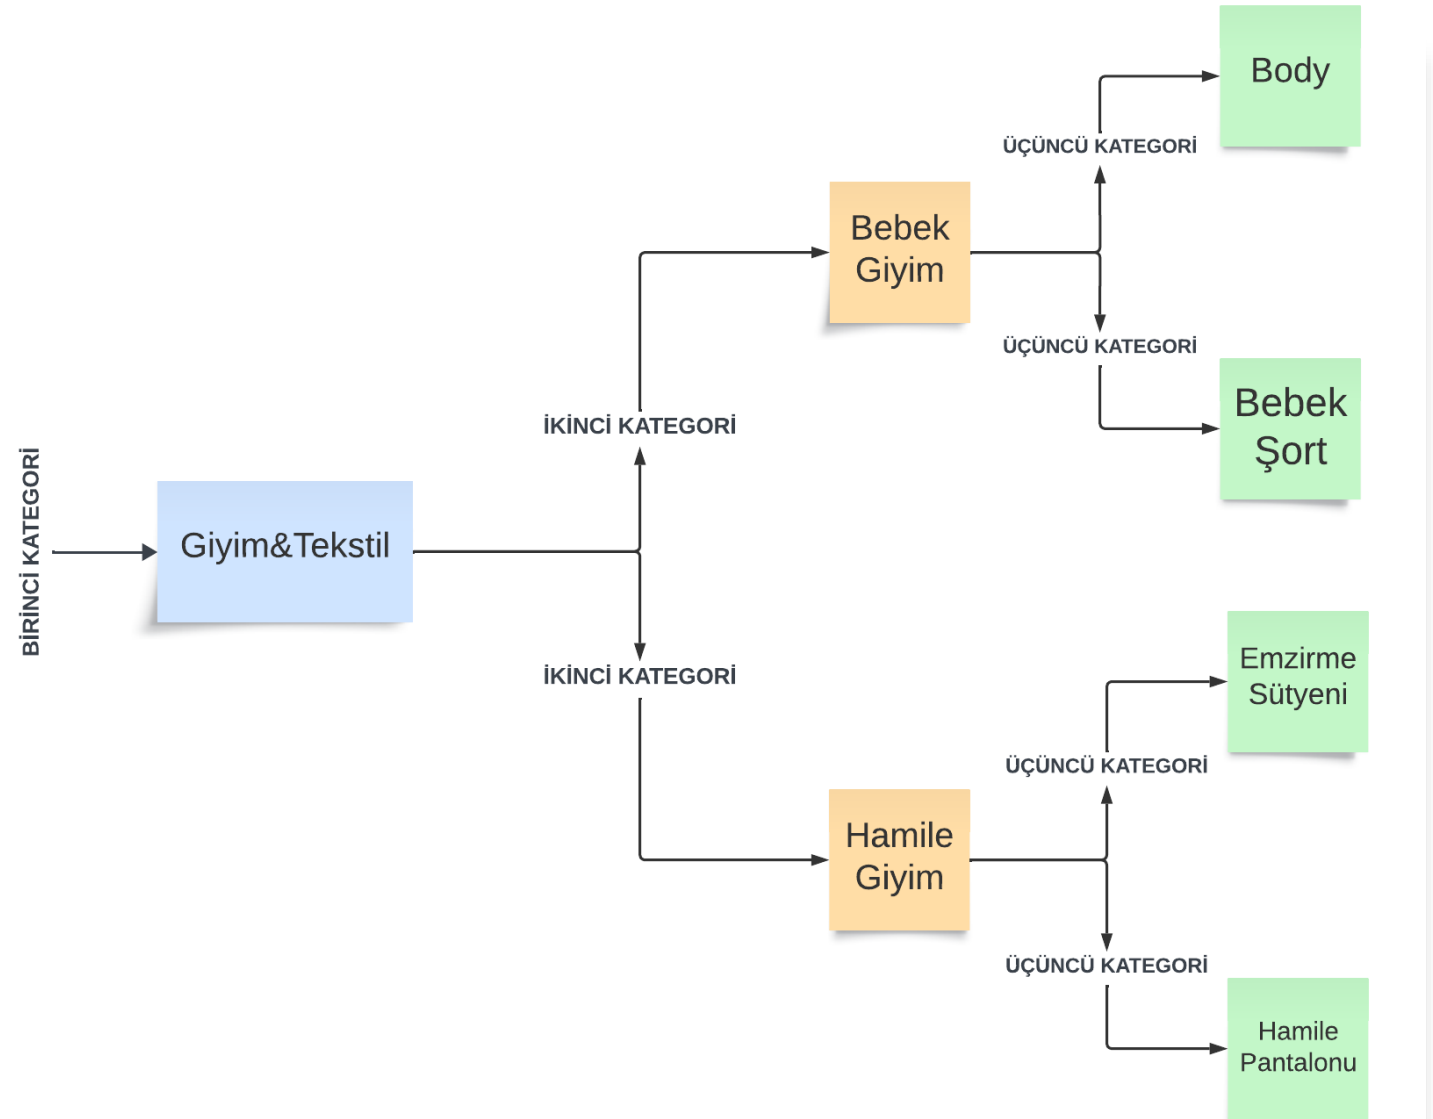 BİRİNCİ KATEGORİ
Giyim&Tekstil
İKİNCİ KATEGORİ
Bebek
Giyim
ÜÇÜNCÜ KATEGORİ
Body
ÜÇÜNCÜ KATEGORİ
Bebek
Şort
İKİNCİ KATEGORİ
Hamile
Giyim
ÜÇÜNCÜ KATEGORİ
Emzirme
Sütyeni
ÜÇÜNCÜ KATEGORİ
Hamile
Pantalonu